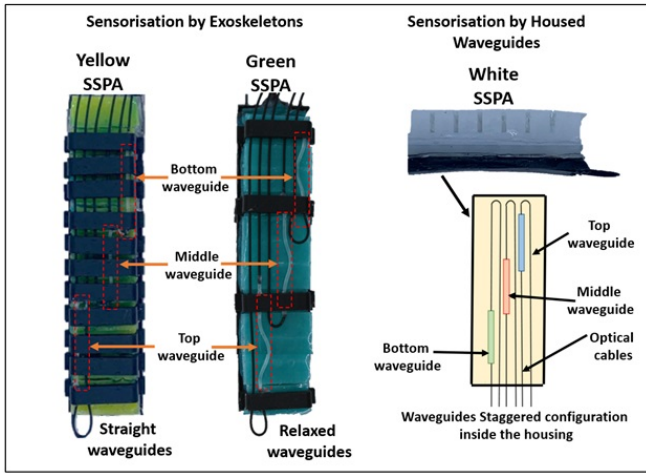 Sensorisation by Exoskeletons
Yellow
SSPA
Green
SSPA
Bottom
waveguide
Middle
waveguide
Top
waveguide
Straight
waveguides
Relaxed
waveguides
Sensorisation by Housed
Waveguides
White
SSPA
Top
waveguide
Middle
waveguide
Bottom
waveguide
Optical
cables
Waveguides Staggered configuration
inside the housing